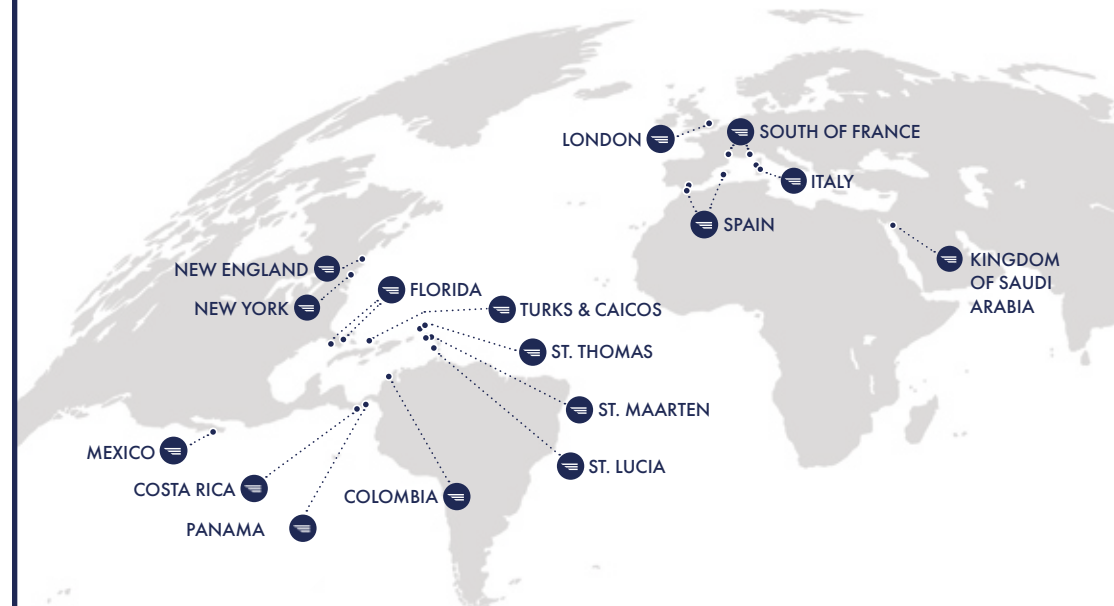 LONDON
SOUTH OF FRANCE
ITALY
SPAIN
KINGDOM
OF SAUDI
ARABIA
NEW ENGLAND
NEW YORK
FLORIDA
TURKS & CAICOS
ST. THOMAS
ST. MAARTEN
ST. LUCIA
MEXICO
COSTA RICA
COLOMBIA
PANAMA